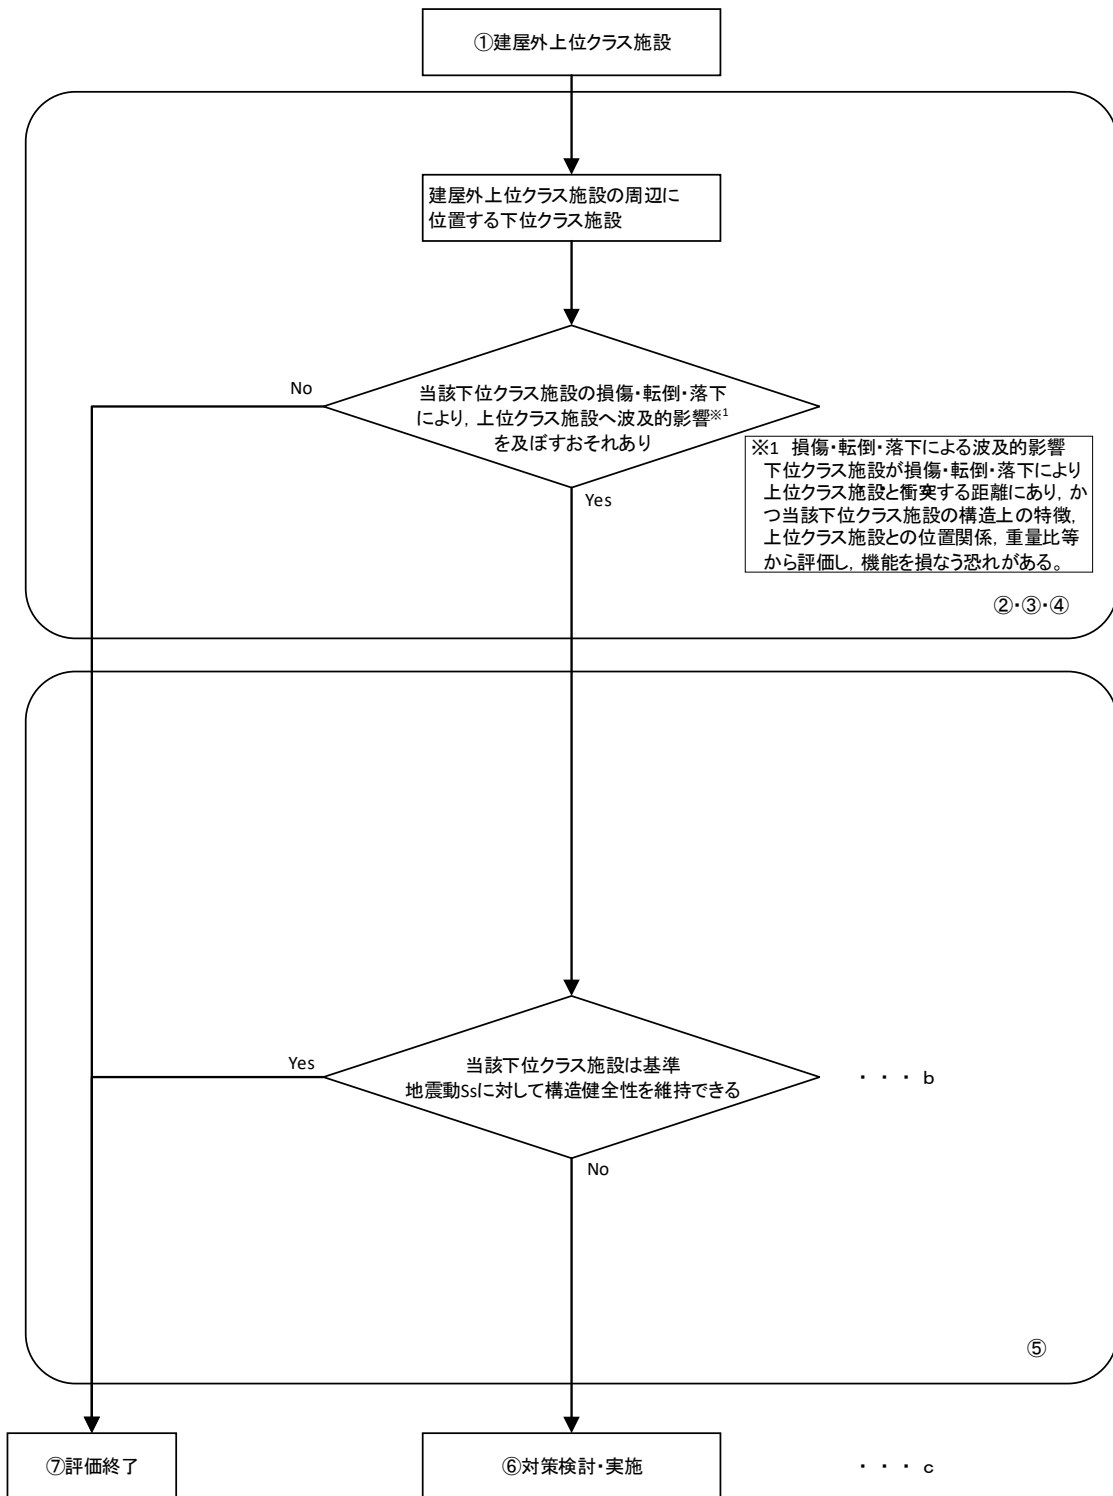 ①建屋外上位クラス施設
建屋外上位クラス施設の周辺に
位置する下位クラス施設
No
当該下位クラス施設の損傷・転倒・落下
により，上位クラス施設へ波及的影響※1
を及ぼすおそれあり
Yes
※1 損傷・転倒・落下による波及的影響
下位クラス施設が損傷・転倒・落下により
上位クラス施設と衝突する距離にあり，か
つ当該下位クラス施設の構造上の特徴，
上位クラス施設との位置関係，重量比等
から評価し，機能を損なう恐れがある。
②・③・④
Yes
当該下位クラス施設は基準
地震動Ssに対して構造健全性を維持できる
・・・ｂ
No
⑤
⑦評価終了
⑥対策検討・実施
・・・ｃ